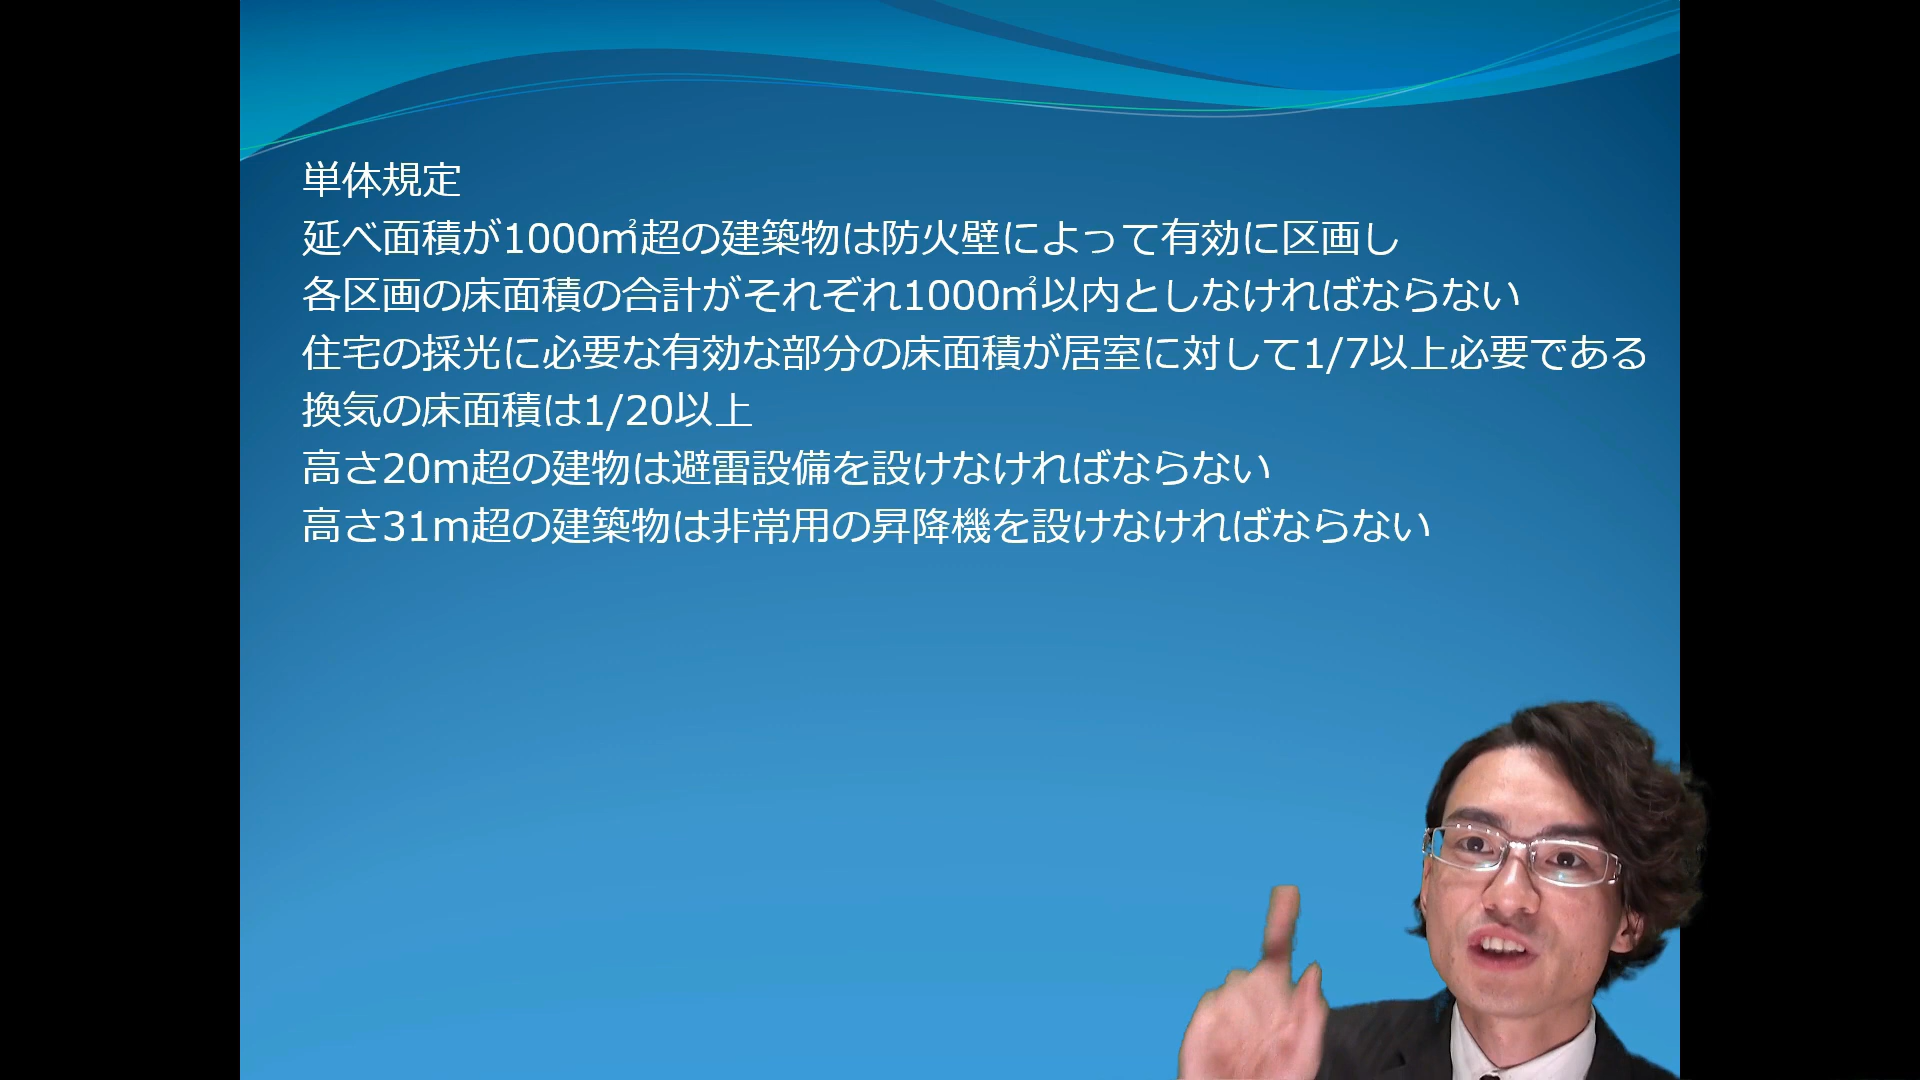 単体規定
延べ面積が1000㎡超の建築物は防火壁によって有効に区画し
各区画の床面積の合計がそれぞれ1000㎡以内としなければならない
住宅の採光に必要な有効な部分の床面積が居室に対して1/7以上必要である
換気の床面積は1/20以上
高さ20m超の建物は避雷設備を設けなければならない
高さ31m超の建築物は非常用の昇降機を設けなければならない